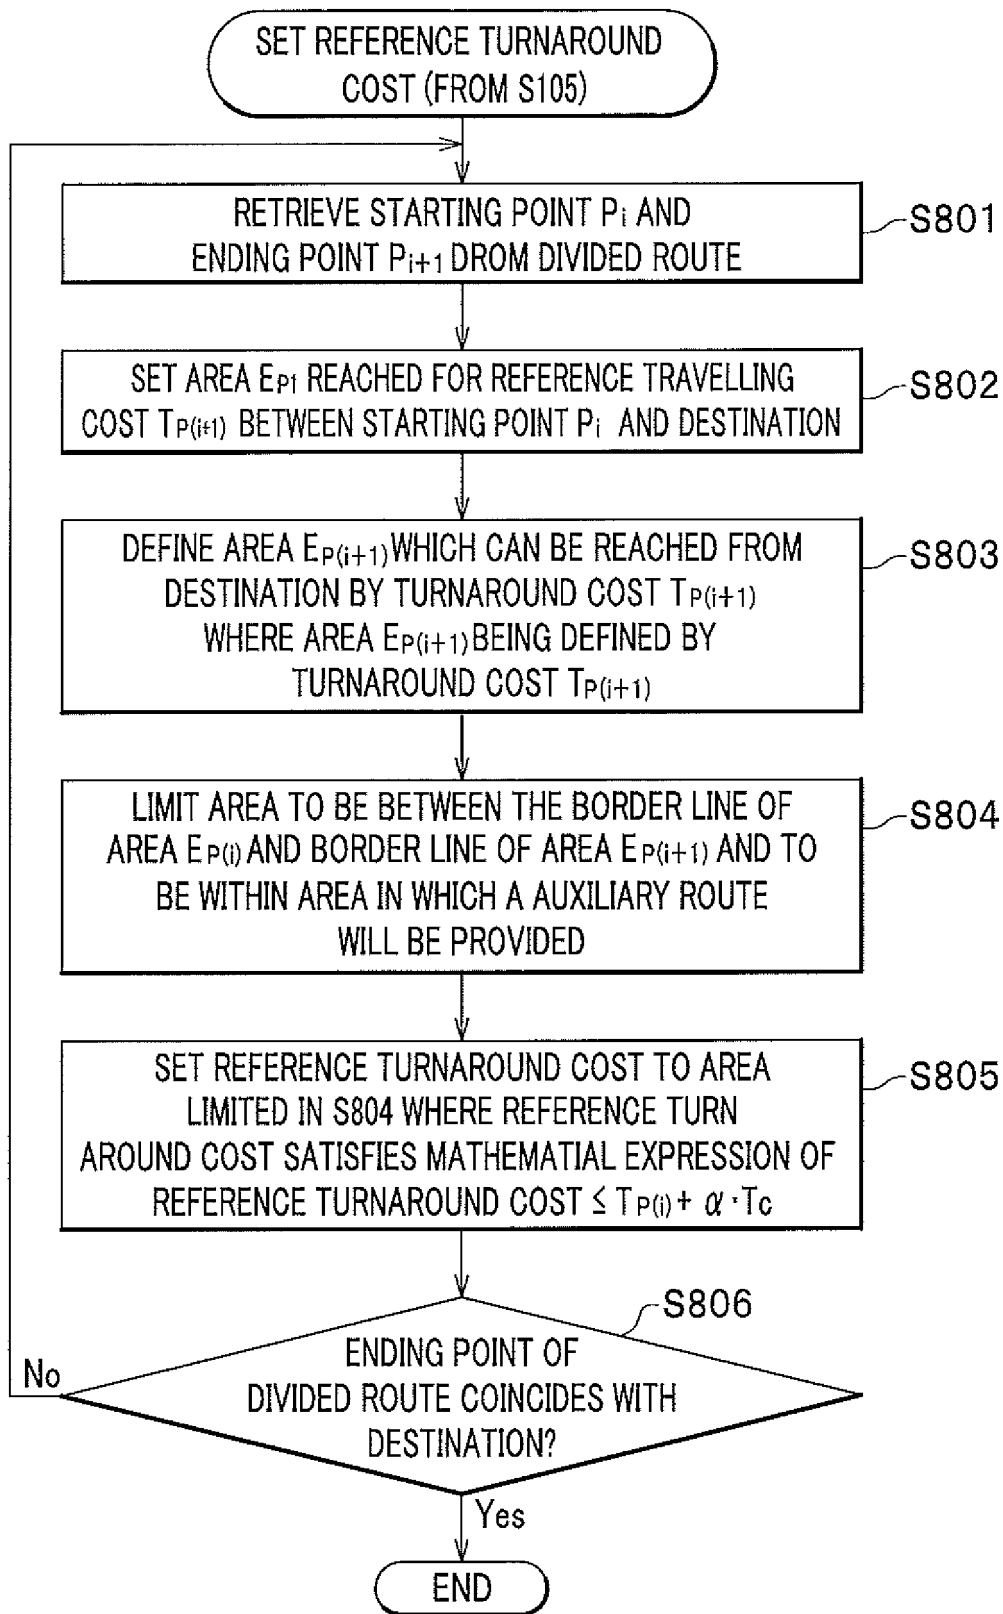 SET REFERENCE TURNAROUND
COST (FROM S105)
RETRIEVE STARTING POINT Pi AND
ENDING POINT Pi+1 DROM DIVIDED ROUTE
S801
SET AREA EP1 REACHED FOR REFERENCE TRAVELLING
COST TP(i+1) BETWEEN STARTING POINT Pi AND DESTINATION
S802
DEFINE AREA EP(i+1) WHICH CAN BE REACHED FROM
DESTINATION BY TURNAROUND COST TP(i+1)
WHERE AREA EP(i+1) BEING DEFINED BY
TURNAROUND COST TP(i+1)
S803
LIMIT AREA TO BE BETWEEN THE BORDER LINE OF
AREA EP(i) AND BORDER LINE OF AREA EP(i+1) AND TO
BE WITHIN AREA IN WHICH A AUXILIARY ROUTE
WILL BE PROVIDED
S804
SET REFERENCE TURNAROUND COST TO AREA
LIMITED IN S804 WHERE REFERENCE TURN
AROUND COST SATISFIES MATHEMATIAL EXPRESSION OF
REFERENCE TURNAROUND COST ≤ TP(i) + α · Tc
S805
ENDING POINT OF
DIVIDED ROUTE COINCIDES WITH
DESTINATION?
S806
No
Yes
END